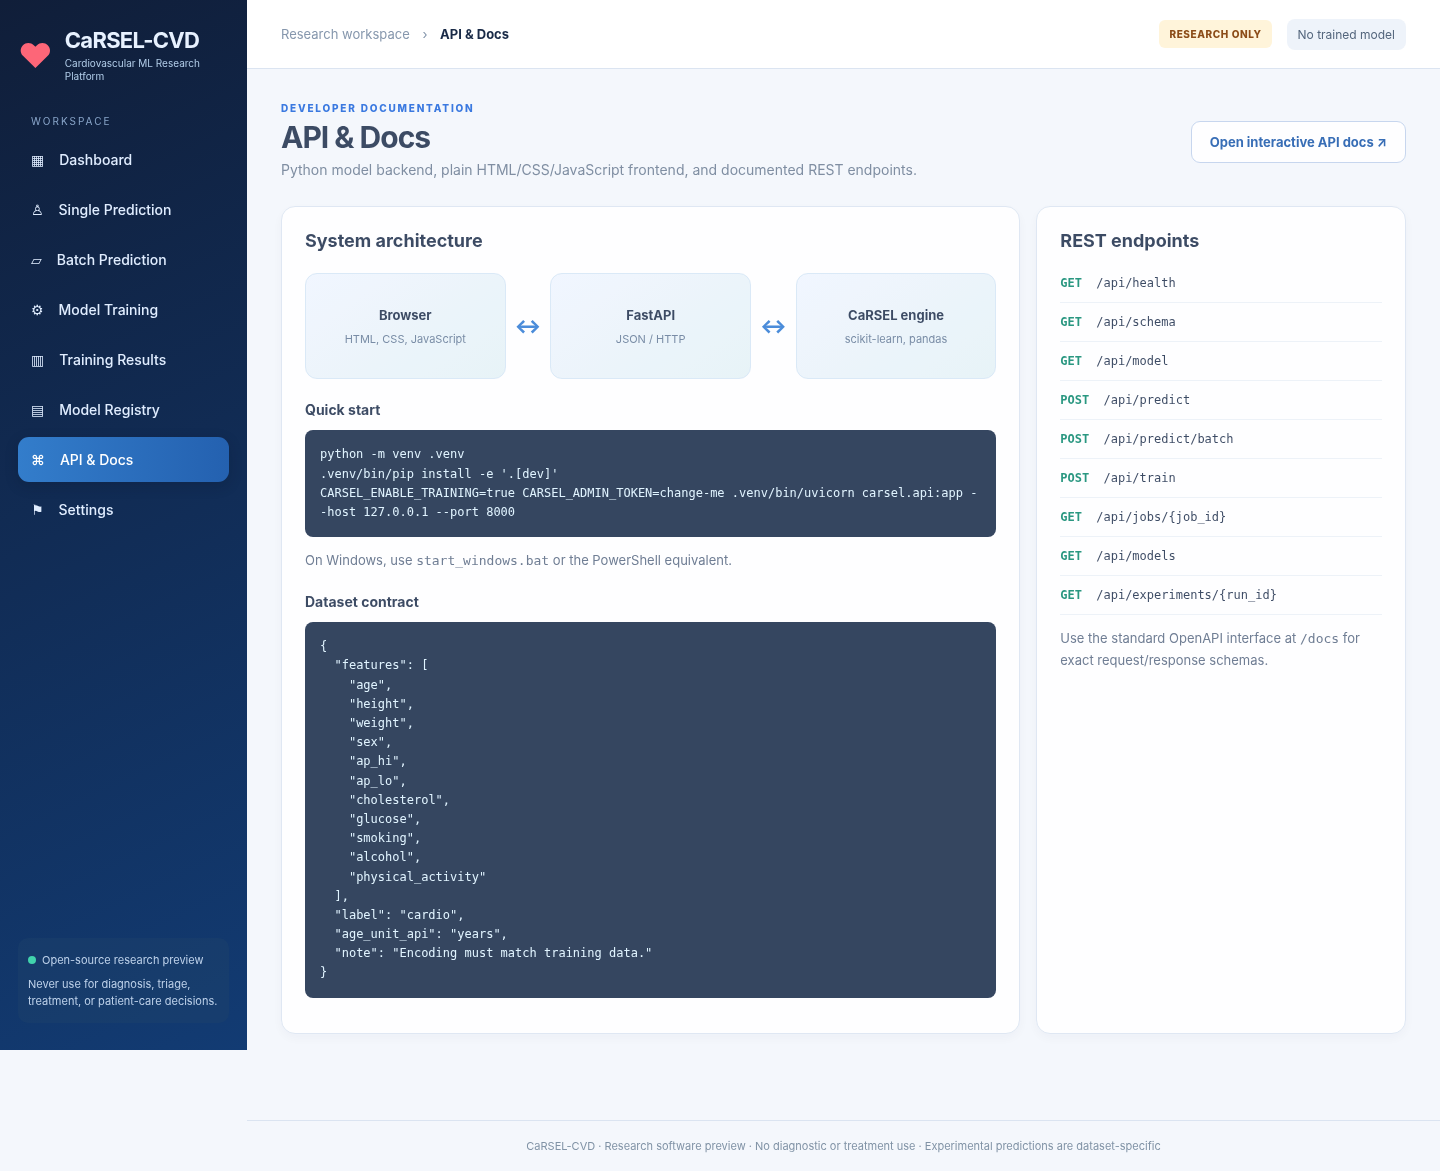 CaRSEL-CVD
Cardiovascular ML Research
Platform
WORKSPACE
Dashboard
Single Prediction
Batch Prediction
Model Training
Training Results
Model Registry
API & Docs
Settings
Open-source research preview
Never use for diagnosis, triage,
treatment, or patient-care decisions.
Research workspace › API & Docs
RESEARCH ONLY
No trained model
DEVELOPER DOCUMENTATION
API & Docs
Python model backend, plain HTML/CSS/JavaScript frontend, and documented REST endpoints.
Open interactive API docs ↗
System architecture
Browser
HTML, CSS, JavaScript
↔
FastAPI
JSON / HTTP
↔
CaRSEL engine
scikit-learn, pandas
Quick start
python -m venv .venv
.venv/bin/pip install -e '.[dev]'
CARSEL_ENABLE_TRAINING=true CARSEL_ADMIN_TOKEN=change-me .venv/bin/uvicorn carsel.api:app -
-host 127.0.0.1 --port 8000
On Windows, use start_windows.bat or the PowerShell equivalent.
Dataset contract
{
  "features": [
    "age",
    "height",
    "weight",
    "sex",
    "ap_hi",
    "ap_lo",
    "cholesterol",
    "glucose",
    "smoking",
    "alcohol",
    "physical_activity"
  ],
  "label": "cardio",
  "age_unit_api": "years",
  "note": "Encoding must match training data."
}
REST endpoints
GET /api/health
GET /api/schema
GET /api/model
POST /api/predict
POST /api/predict/batch
POST /api/train
GET /api/jobs/{job_id}
GET /api/models
GET /api/experiments/{run_id}
Use the standard OpenAPI interface at /docs for
exact request/response schemas.
CaRSEL-CVD · Research software preview · No diagnostic or treatment use · Experimental predictions are dataset-specific